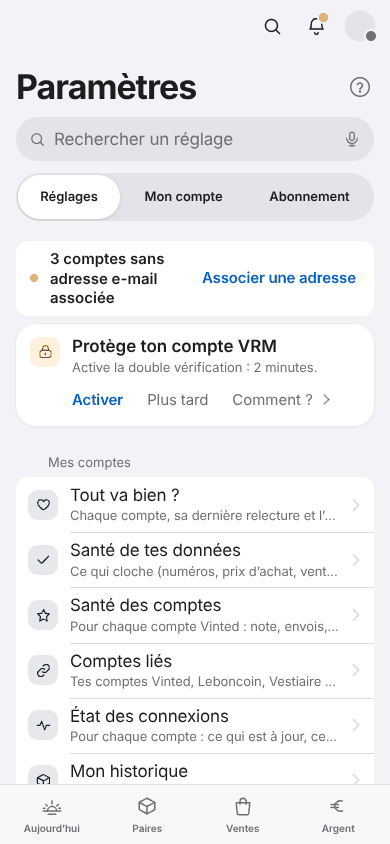 Paramètres
Rechercher un réglage
Réglages
Mon compte
Abonnement
3 comptes sans
adresse e-mail
associée
Associer une adresse
Protège ton compte VRM
Active la double vérification : 2 minutes.
Activer
Plus tard
Comment ?
Mes comptes
Tout va bien ?
Chaque compte, sa dernière relecture et l'...
Santé de tes données
Ce qui cloche (numéros, prix d'achat, vent...
Santé des comptes
Pour chaque compte Vinted : note, envois,...
Comptes liés
Tes comptes Vinted, Leboncoin, Vestiaire ...
État des connexions
Pour chaque compte : ce qui est à jour, ce...
Mon historique
Aujourd'hui
Paires
Ventes
Argent